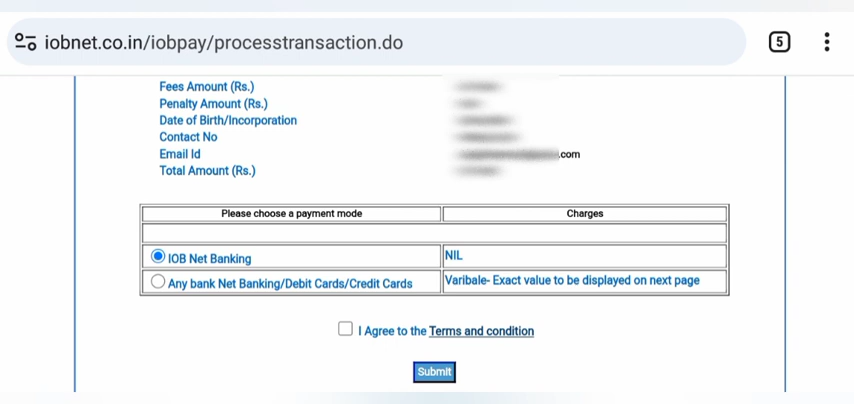 iobnet.co.in/iobpay/processtransaction.do
5
Fees Amount (Rs.)
Penalty Amount (Rs.)
Date of Birth/Incorporation
Contact No
Email Id .com
Total Amount (Rs.)
Please choose a payment mode Charges
IOB Net Banking NIL
Any bank Net Banking/Debit Cards/Credit Cards Varibale- Exact value to be displayed on next page
I Agree to the Terms and condition
Submit